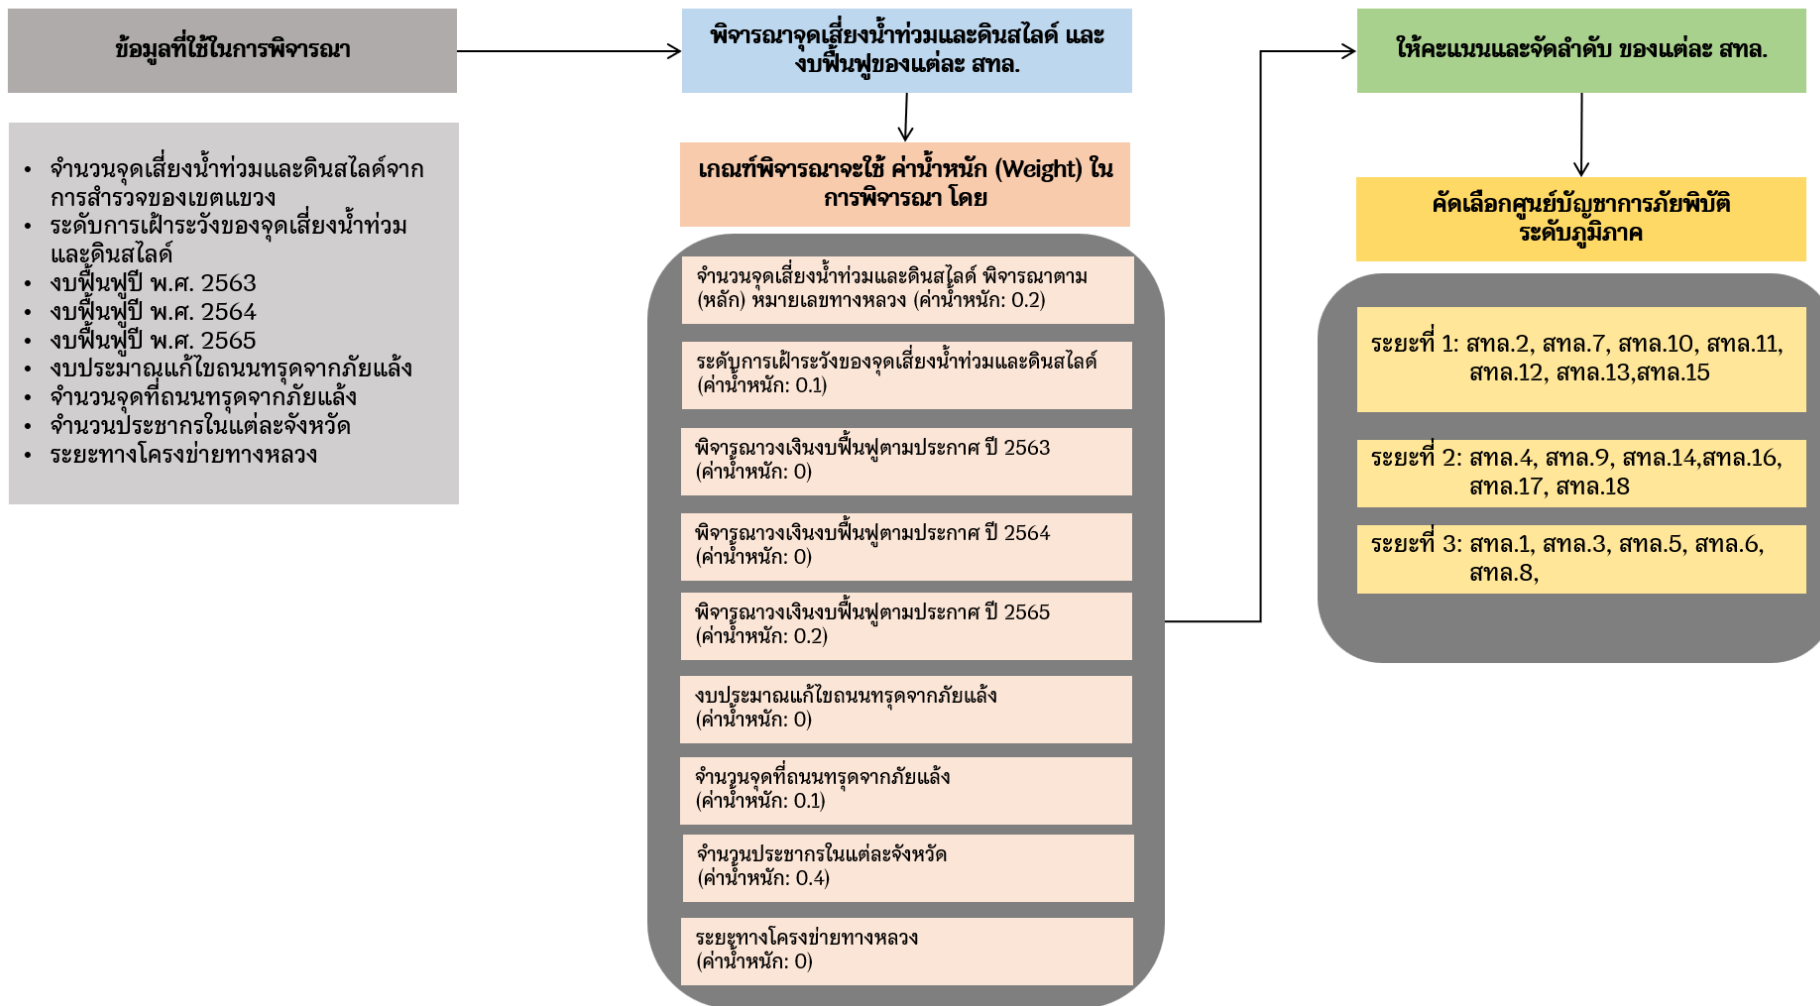 ข้อมูลที่ใช้ในการพิจารณา
• จำนวนจุดเสี่ยงน้ำท่วมและดินสไลด์จาก
การสำรวจของเขตแขวง
• ระดับการเฝ้าระวังของจุดเสี่ยงน้ำท่วม
และดินสไลด์
• งบฟื้นฟูปี พ.ศ. 2563
• งบฟื้นฟูปี พ.ศ. 2564
• งบฟื้นฟูปี พ.ศ. 2565
• งบประมาณแก้ไขถนนทรุดจากภัยแล้ง
• จำนวนจุดที่ถนนทรุดจากภัยแล้ง
• จำนวนประชากรในแต่ละจังหวัด
• ระยะทางโครงข่ายทางหลวง
พิจารณาจุดเสี่ยงน้ำท่วมและดินสไลด์ และ
งบฟื้นฟูของแต่ละ สทล.
เกณฑ์พิจารณาจะใช้ ค่าน้ำหนัก (Weight) ใน
การพิจารณา โดย
จำนวนจุดเสี่ยงน้ำท่วมและดินสไลด์ พิจารณาตาม
(หลัก) หมายเลขทางหลวง (ค่าน้ำหนัก: 0.2)
ระดับการเฝ้าระวังของจุดเสี่ยงน้ำท่วมและดินสไลด์
(ค่าน้ำหนัก: 0.1)
พิจารณาวงเงินงบฟื้นฟูตามประกาศ ปี 2563
(ค่าน้ำหนัก: 0)
พิจารณาวงเงินงบฟื้นฟูตามประกาศ ปี 2564
(ค่าน้ำหนัก: 0)
พิจารณาวงเงินงบฟื้นฟูตามประกาศ ปี 2565
(ค่าน้ำหนัก: 0.2)
งบประมาณแก้ไขถนนทรุดจากภัยแล้ง
(ค่าน้ำหนัก: 0)
จำนวนจุดที่ถนนทรุดจากภัยแล้ง
(ค่าน้ำหนัก: 0.1)
จำนวนประชากรในแต่ละจังหวัด
(ค่าน้ำหนัก: 0.4)
ระยะทางโครงข่ายทางหลวง
(ค่าน้ำหนัก: 0)
ให้คะแนนและจัดลำดับ ของแต่ละ สทล.
คัดเลือกศูนย์บัญชาการภัยพิบัติ
ระดับภูมิภาค
ระยะที่ 1: สทล.2, สทล.7, สทล.10, สทล.11,
สทล.12, สทล.13,สทล.15
ระยะที่ 2: สทล.4, สทล.9, สทล.14,สทล.16,
สทล.17, สทล.18
ระยะที่ 3: สทล.1, สทล.3, สทล.5, สทล.6,
สทล.8,